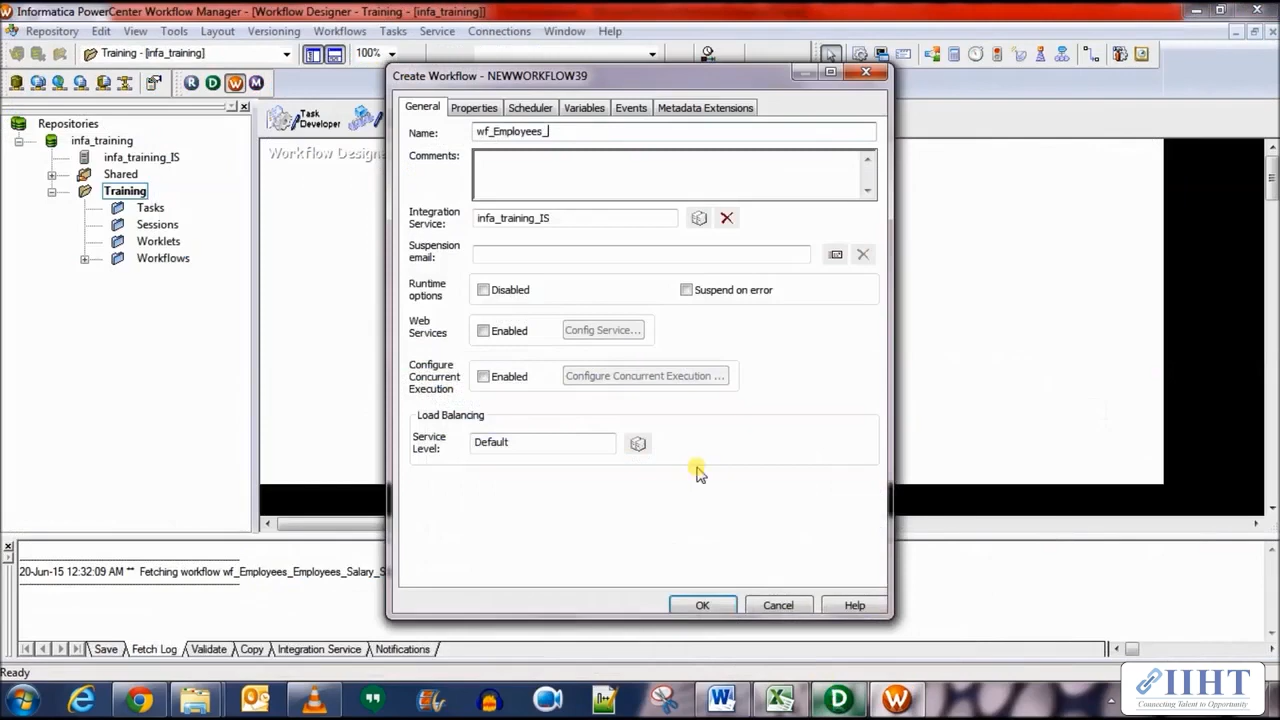 Informatica PowerCenter Workflow Manager - [Workflow Designer - Training - [infa_training]]
Repository Edit View Tools Layout Versioning Workflows Tasks Service Connections Window Help
Training - [infa_training]
100%
R D W M
Create Workflow - NEWWORKFLOW39
General Properties Scheduler Variables Events Metadata Extensions
Name: wf_Employees_
Comments:
Integration Service: infa_training_IS
Suspension email:
Runtime options Disabled Suspend on error
Web Services Enabled Config Service...
Configure Concurrent Execution Enabled Configure Concurrent Execution ...
Load Balancing
Service Level: Default
OK Cancel Help
Repositories
infa_training
infa_training_IS
Shared
Training
Tasks
Sessions
Worklets
Workflows
Task Developer
Workflow Designe
20-Jun-15 12:32:09 AM ** Fetching workflow wf_Employees_Employees_Salary_S
Save Fetch Log Validate Copy Integration Service Notifications
Ready
IIHT
Connecting Talent to Opportunity